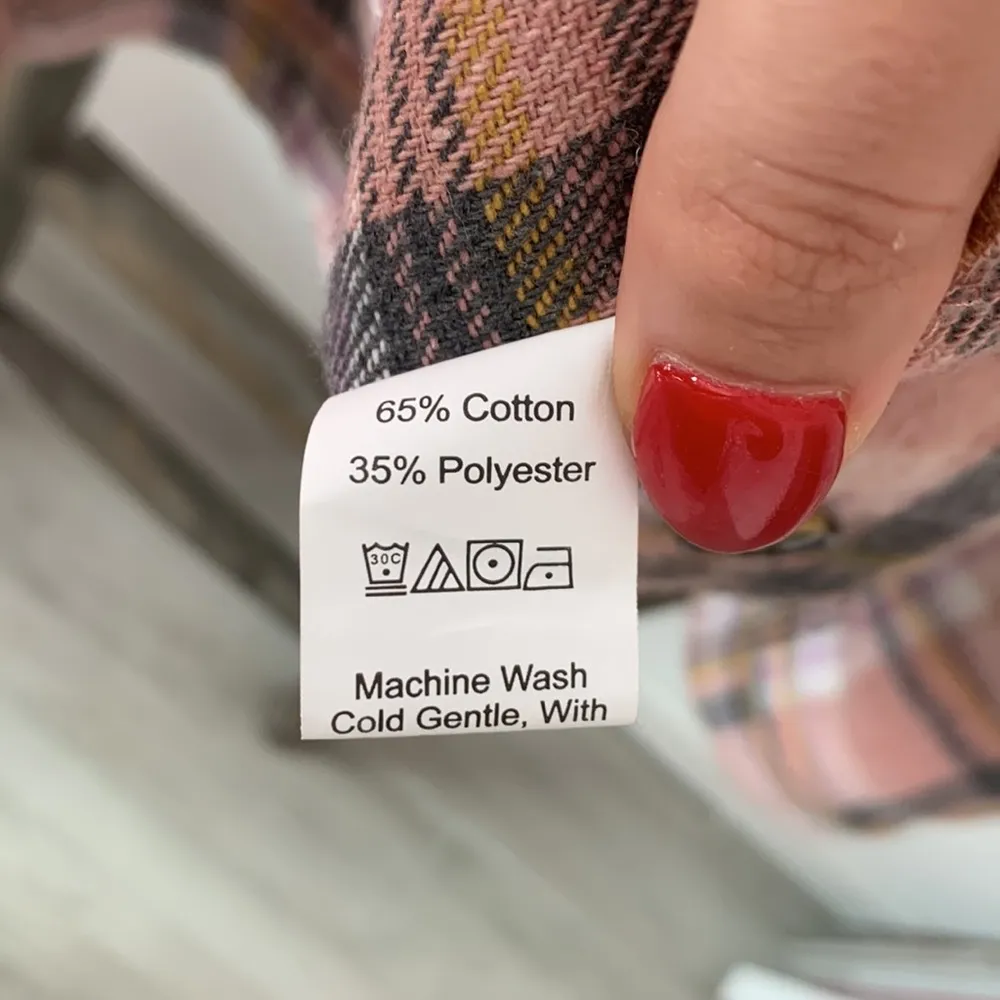 65% Cotton
35% Polyester
30C
Machine Wash
Cold Gentle, With